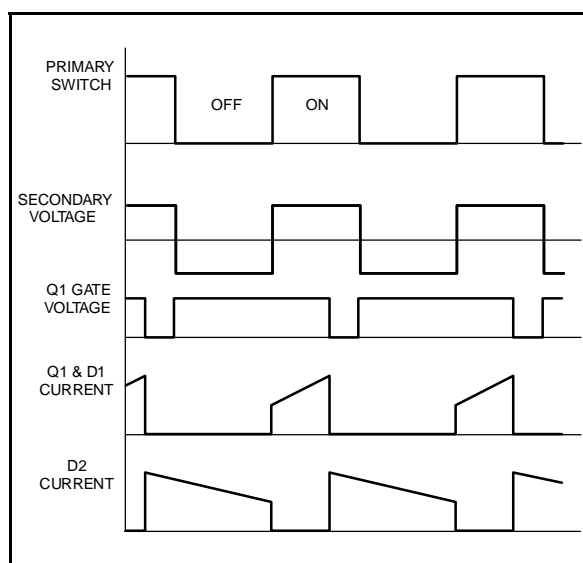 PRIMARY
SWITCH
OFF
ON
SECONDARY
VOLTAGE
Q1 GATE
VOLTAGE
Q1 & D1
CURRENT
D2
CURRENT